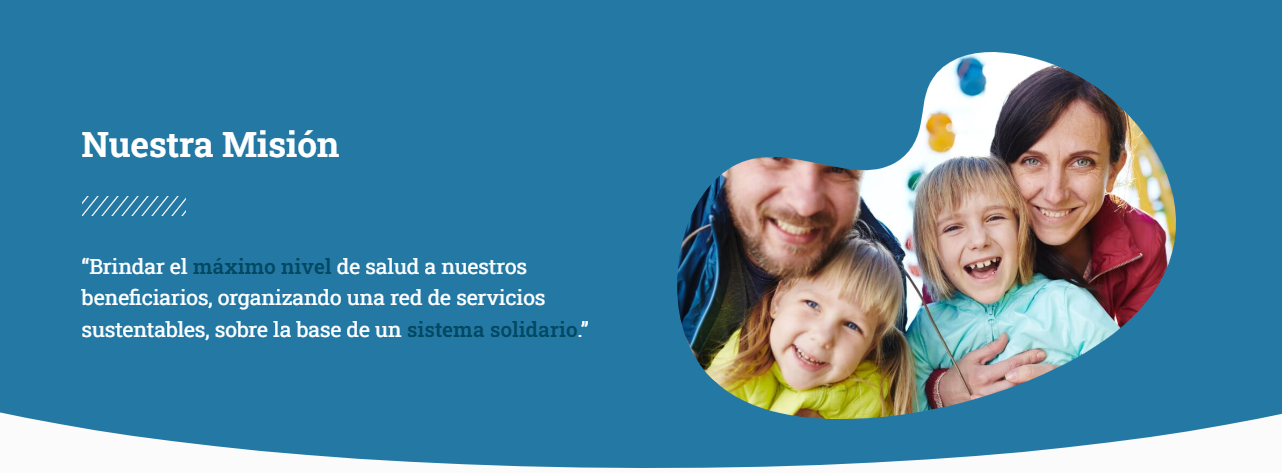 Nuestra Misión
“Brindar el máximo nivel de salud a nuestros
beneficiarios, organizando una red de servicios
sustentables, sobre la base de un sistema solidario.”